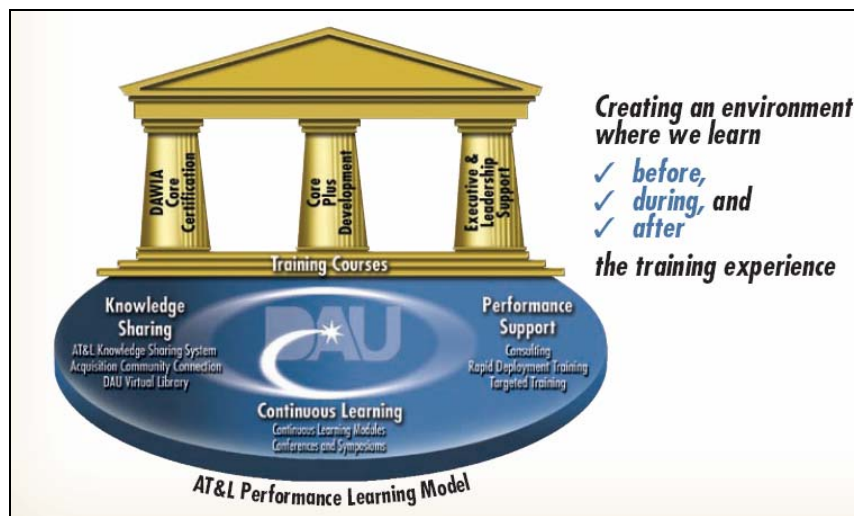 DAWIA
Core
Certification
Core
Plus
Development
Executive &
Leadership
Support
Training Courses
Knowledge
Sharing
AT&L Knowledge Sharing System
Acquisition Community Connection
DAU Virtual Library
DAU
Performance
Support
Consulting
Rapid Deployment Training
Targeted Training
Continuous Learning
Continuous Learning Modules
Conferences and Symposiums
AT&L Performance Learning Model
Creating an environment
where we learn
✓ before,
✓ during, and
✓ after
the training experience